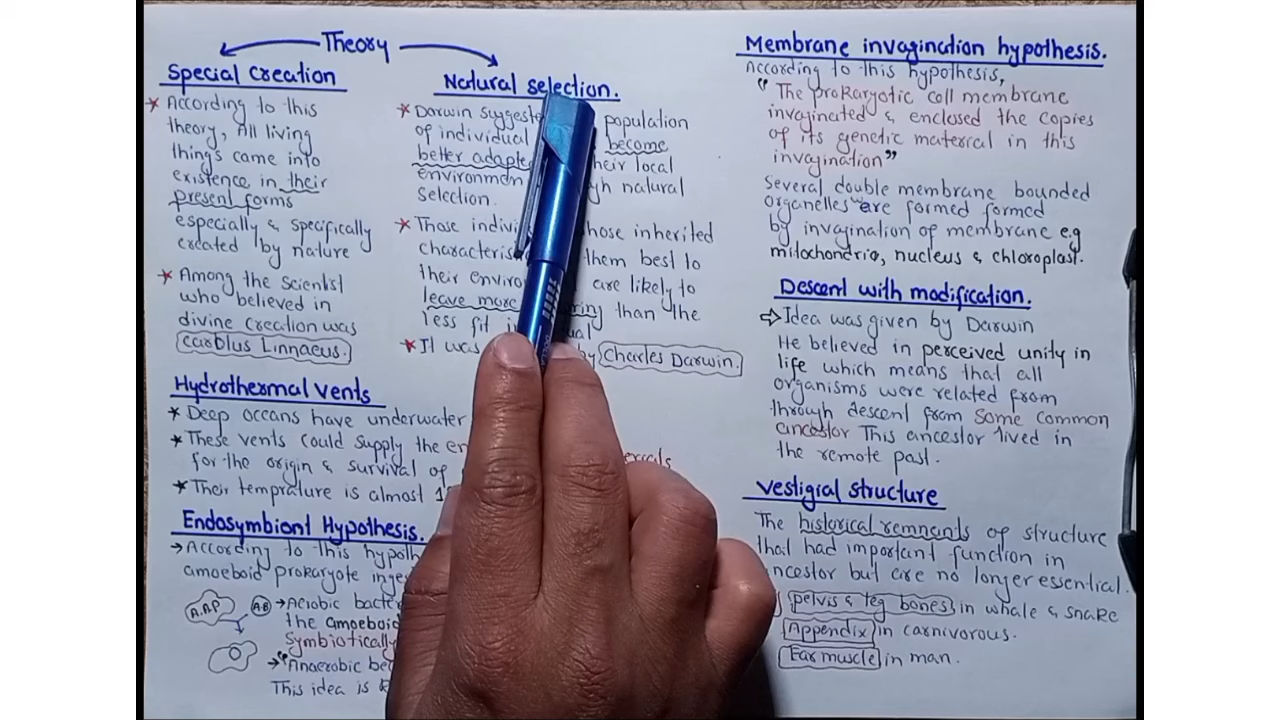 Theory
Special Creation
* According to this
theory, All living
things came into
existence in their
present forms
especially & specifically
created by nature
* Among the Scientist
who believed in
divine creation was
carolus Linnaeus.
Natural selection.
* Darwin suggeste population
of individual become
better adapte heir local
environmen gh natural
selection.
* Those indivi hose inherited
characteris them best to
their enviro are likely to
leave more ring than the
less fit i ual
* It was by Charles Darwin.
Hydrothermal vents
* Deep oceans have underwater
* These vents could supply the en
for the origin & survival of
* Their temprature is almost 1
Endosymbiont Hypothesis.
→ According to this hypoth
amoeboid prokaryote inge
A.AP A.B → Aerobic bact
the amoeboid
Symbiotically
→ "Anaerobic be
This idea is
Membrane invagination hypothesis.
According to this hypothesis,
"The prokaryotic cell membrane
invaginated & enclosed the copies
of its genetic material in this
invagination"
Several double membrane bounded
organelles are formed formed
by invagination of membrane e.g
mitochondria, nucleus & chloroplast.
Descent with modification.
⇒ Idea was given by Darwin
He believed in perceived unity in
life which means that all
organisms were related from
through descent from Some common
ancestor This ancestor lived in
the remote past.
Vestigial structure
The historical remnants of structure
that had important function in
ncestor but are no longer essential.
pelvis & leg bones in whale & snake
Appendix in carnivorous.
Ear muscle in man.